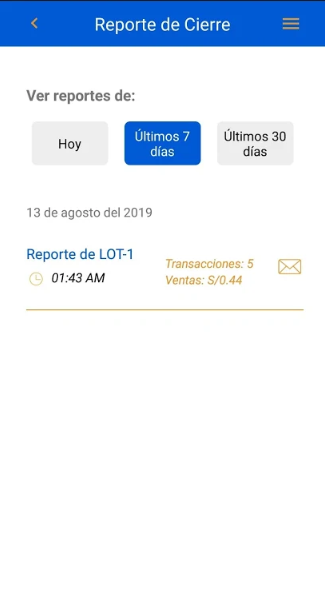 Reporte de Cierre
Ver reportes de:
Hoy
Últimos 7
días
Últimos 30
días
13 de agosto del 2019
Reporte de LOT-1
01:43 AM
Transacciones: 5
Ventas: S/0.44